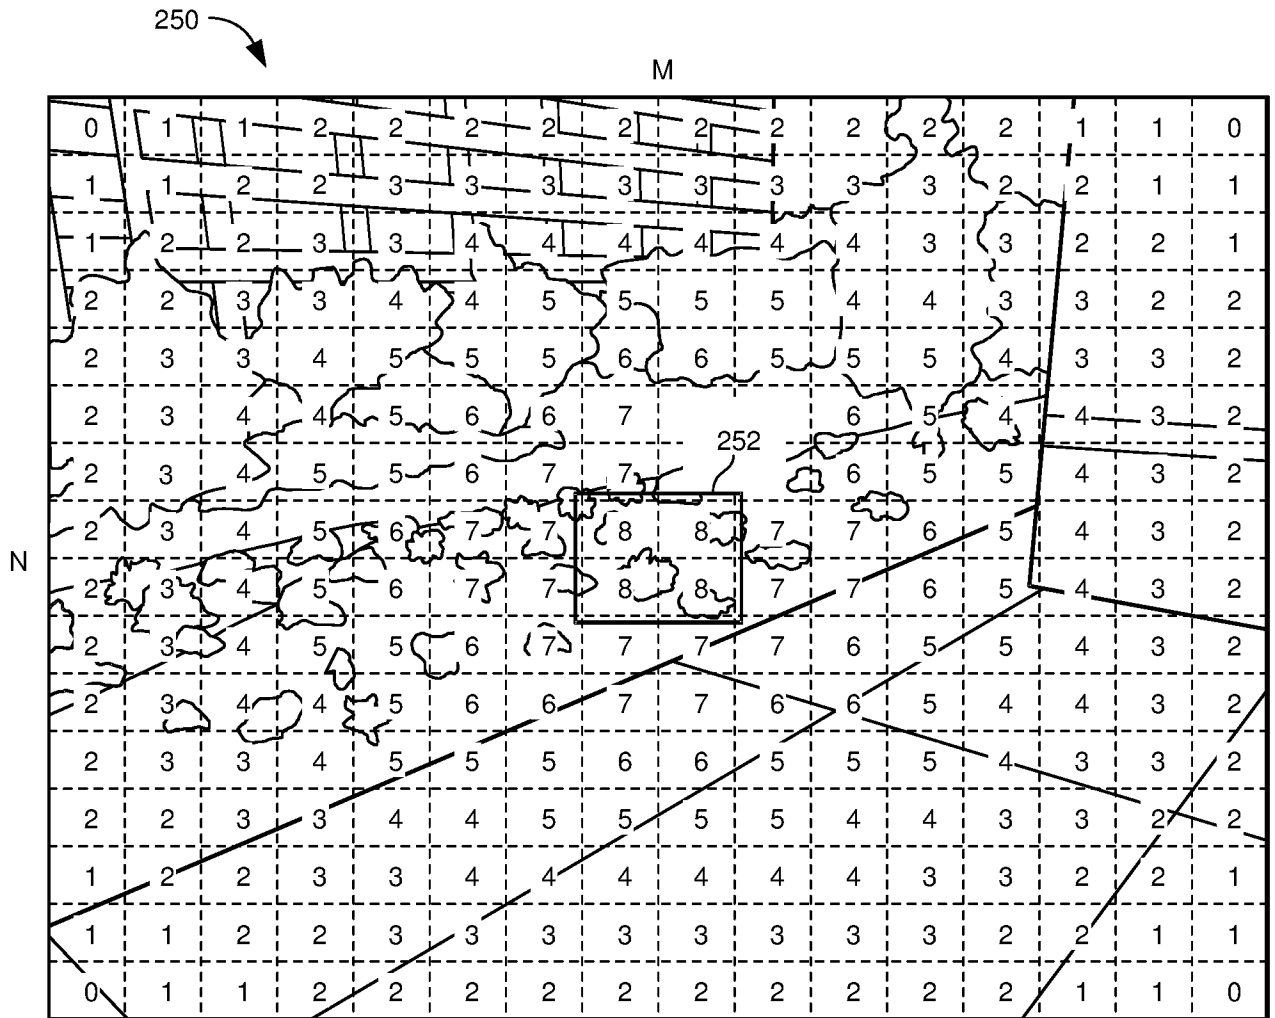 250
M
0 1 1 2 2 2 2 2 2 2 2 2 2 1 1 0
1 1 2 2 3 3 3 3 3 3 3 3 2 2 1 1
1 2 2 3 3 4 4 4 4 4 4 3 3 2 2 1
2 2 3 3 4 4 5 5 5 5 4 4 3 3 2 2
2 3 3 4 5 5 5 6 6 5 5 5 4 3 3 2
2 3 4 4 5 6 6 7 6 5 4 4 3 2
252
2 3 4 5 5 6 7 7 6 5 5 4 3 2
2 3 4 5 6 7 7 8 8 7 7 6 5 4 3 2
N
2 3 4 5 6 7 7 8 8 7 7 6 5 4 3 2
2 3 4 5 5 6 7 7 7 7 6 5 5 4 3 2
2 3 4 4 5 6 6 7 7 6 6 5 4 4 3 2
2 3 3 4 5 5 5 6 6 5 5 5 4 3 3 2
2 2 3 3 4 4 5 5 5 5 4 4 3 3 2 2
1 2 2 3 3 4 4 4 4 4 4 3 3 2 2 1
1 1 2 2 3 3 3 3 3 3 3 3 2 2 1 1
0 1 1 2 2 2 2 2 2 2 2 2 2 1 1 0